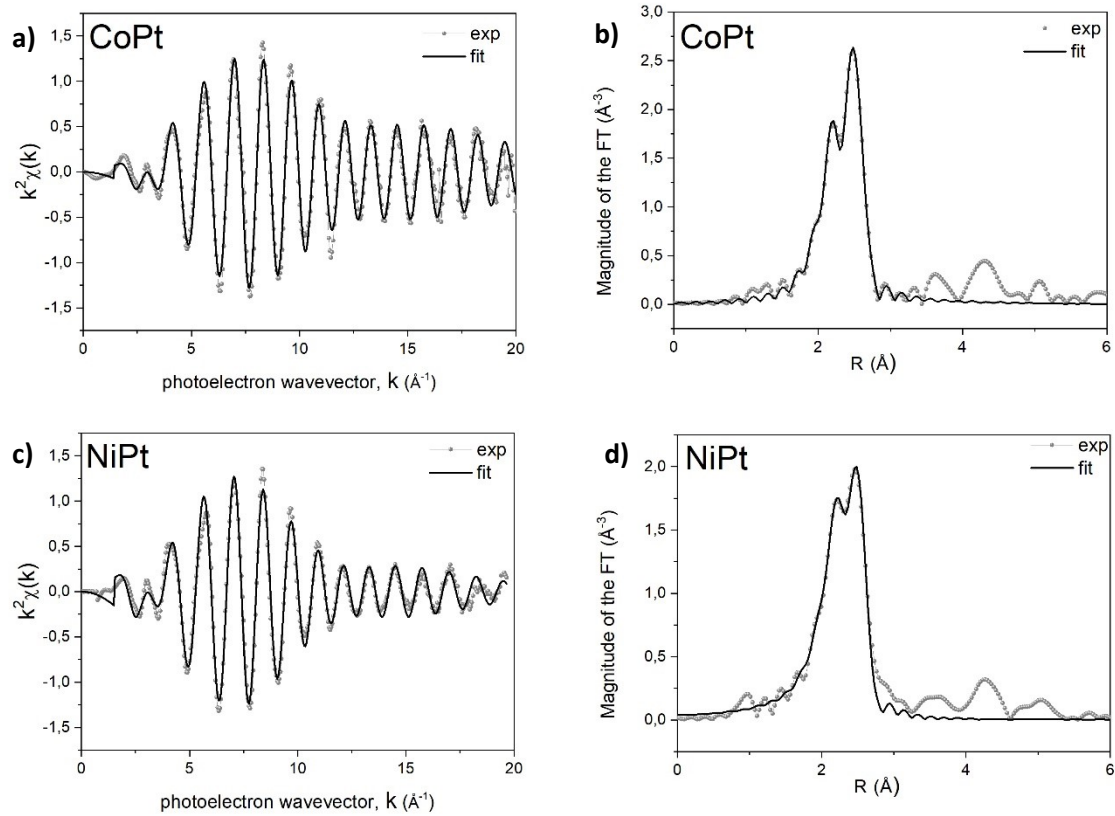 a)
CoPt
exp
fit
1,5
1,0
0,5
0,0
-0,5
-1,0
-1,5
k²χ(k)
0 5 10 15 20
photoelectron wavevector, k (Å⁻¹)
b)
CoPt
exp
fit
3,0
2,5
2,0
1,5
1,0
0,5
0,0
Magnitude of the FT (Å⁻³)
0 2 4 6
R (Å)
c)
NiPt
exp
fit
1,5
1,0
0,5
0,0
-0,5
-1,0
-1,5
k²χ(k)
0 5 10 15 20
photoelectron wavevector, k (Å⁻¹)
d)
NiPt
exp
fit
2,0
1,5
1,0
0,5
0,0
Magnitude of the FT (Å⁻³)
0 2 4 6
R (Å)